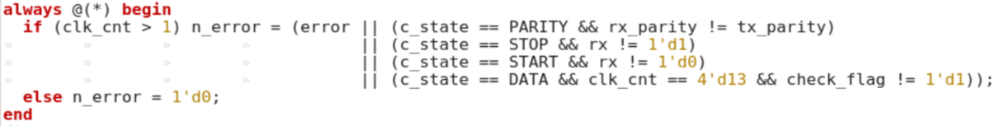 always @(*) begin
  if (clk_cnt > 1) n_error = (error || (c_state == PARITY && rx_parity != tx_parity)
»       »       »       »           || (c_state == STOP && rx != 1'd1)
»       »       »       »           || (c_state == START && rx != 1'd0)
»       »       »       »           || (c_state == DATA && clk_cnt == 4'd13 && check_flag != 1'd1));
  else n_error = 1'd0;
end